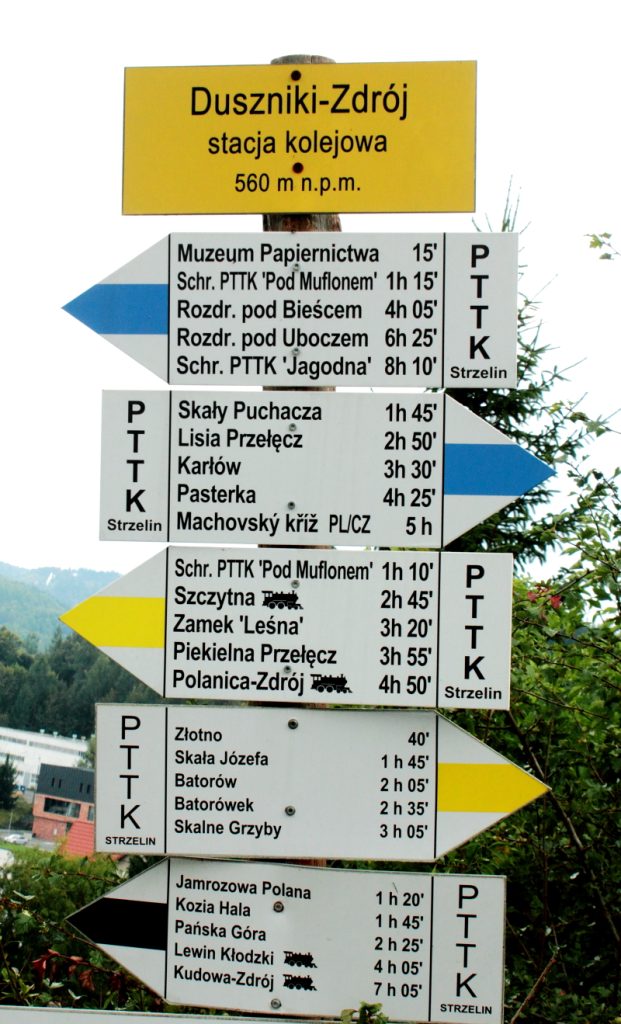 Duszniki-Zdrój
stacja kolejowa
560 m n.p.m.
Muzeum Papiernictwa 15'
Schr. PTTK 'Pod Muflonem' 1h 15'
Rozdr. pod Bieścem 4h 05'
Rozdr. pod Uboczem 6h 25'
Schr. PTTK 'Jagodna' 8h 10'
PTTK
Strzelin
PTTK
Strzelin
Skały Puchacza 1h 45'
Lisia Przełęcz 2h 50'
Karłów 3h 30'
Pasterka 4h 25'
Machovský kříž PL/CZ 5 h
Schr. PTTK 'Pod Muflonem' 1h 10'
Szczytna 2h 45'
Zamek 'Leśna' 3h 20'
Piekielna Przełęcz 3h 55'
Polanica-Zdrój 4h 50'
PTTK
Strzelin
PTTK
STRZELIN
Złotno 40'
Skała Józefa 1 h 45'
Batorów 2 h 05'
Batorówek 2 h 35'
Skalne Grzyby 3 h 05'
Jamrozowa Polana 1 h 20'
Kozia Hala 1 h 45'
Pańska Góra 2 h 25'
Lewin Kłodzki 4 h 05'
Kudowa-Zdrój 7 h 05'
PTTK
STRZELIN